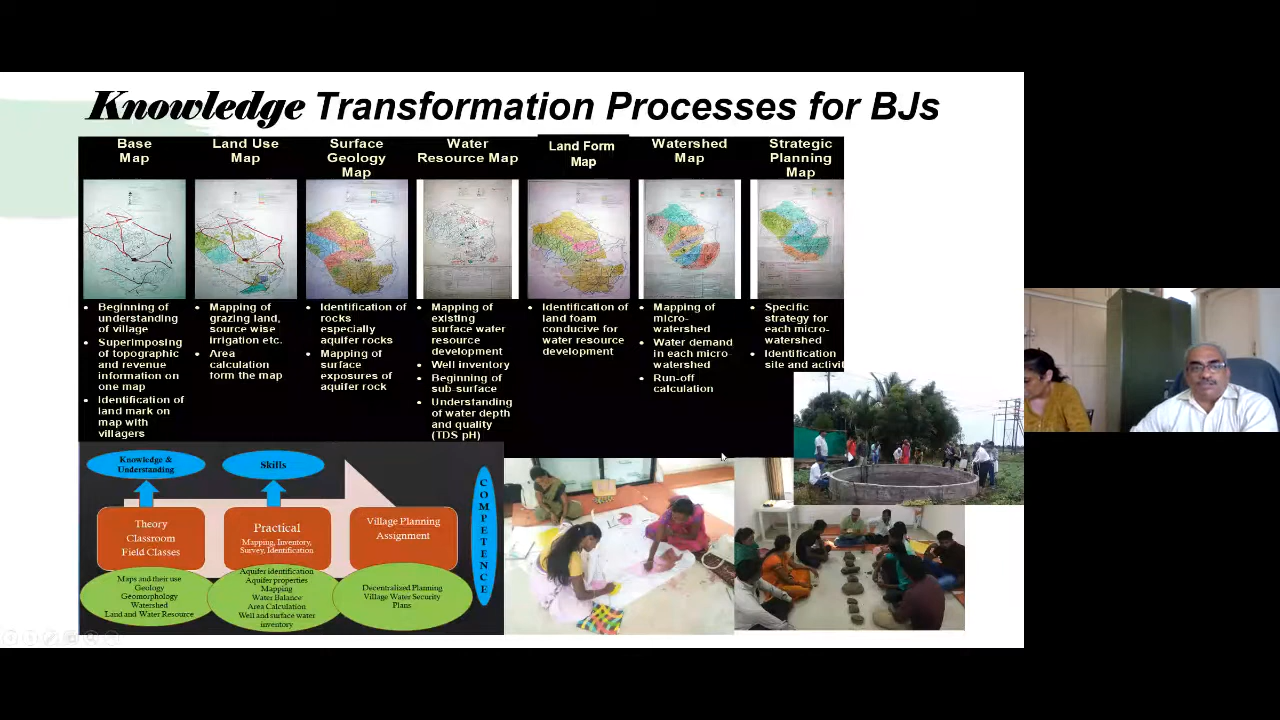 Knowledge Transformation Processes for BJs
Base
Map
Beginning of
understanding
of village
Superimposing
of topographic
and revenue
information on
one map
Identification of
land mark on
map with
villagers
Land Use
Map
Mapping of
grazing land,
source wise
irrigation etc.
Area
calculation
form the map
Surface
Geology
Map
Identification of
rocks
especially
aquifer rocks
Mapping of
surface
exposures of
aquifer rock
Water
Resource Map
Mapping of
existing
surface water
resource
development
Well inventory
Beginning of
sub-surface
Understanding
of water depth
and quality
(TDS pH)
Land Form
Map
Identification of
land foam
conducive for
water resource
development
Watershed
Map
Mapping of
micro-
watershed
Water demand
in each micro-
watershed
Run-off
calculation
Strategic
Planning
Map
Specific
strategy for
each micro-
watershed
Identification
site and activit
Knowledge &
Understanding
Skills
Theory
Classroom
Field Classes
Practical
Mapping, Inventory,
Survey, Identification
Village Planning
Assignment
Maps and their use
Geology
Geomorphology
Watershed
Land and Water Resource
Aquifer identification
Aquifer properties
Mapping
Water Balance
Area Calculation
Well and surface water
inventory
Decentralized Planning
Village Water Security
Plans
COMPETENCE